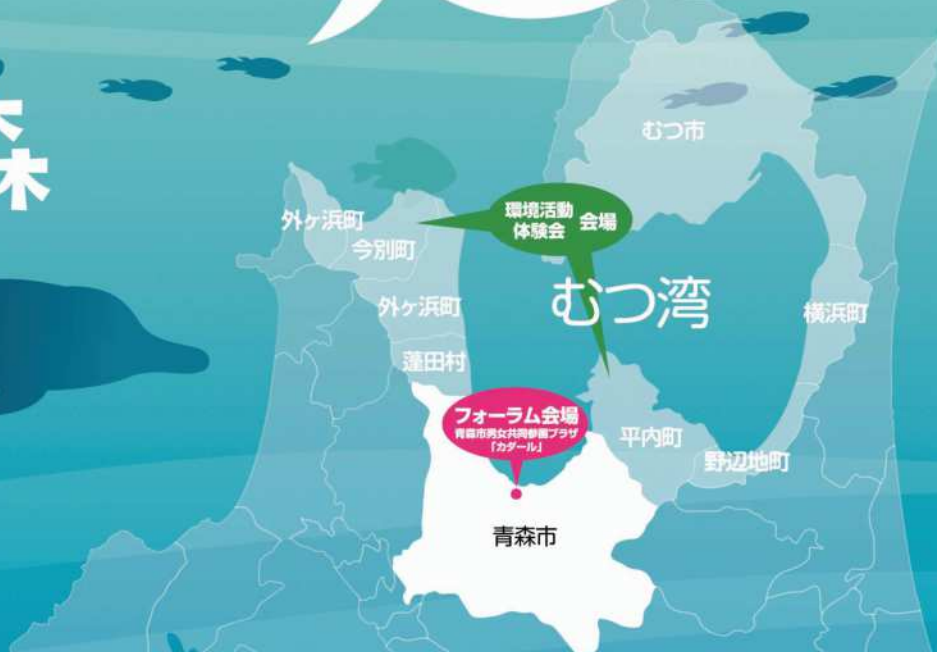 森
むつ市
環境活動
体験会 会場
外ヶ浜町
今別町
むつ湾
外ヶ浜町
横浜町
蓬田村
フォーラム会場
青森市男女共同参画プラザ
「カダール」
平内町
野辺地町
青森市